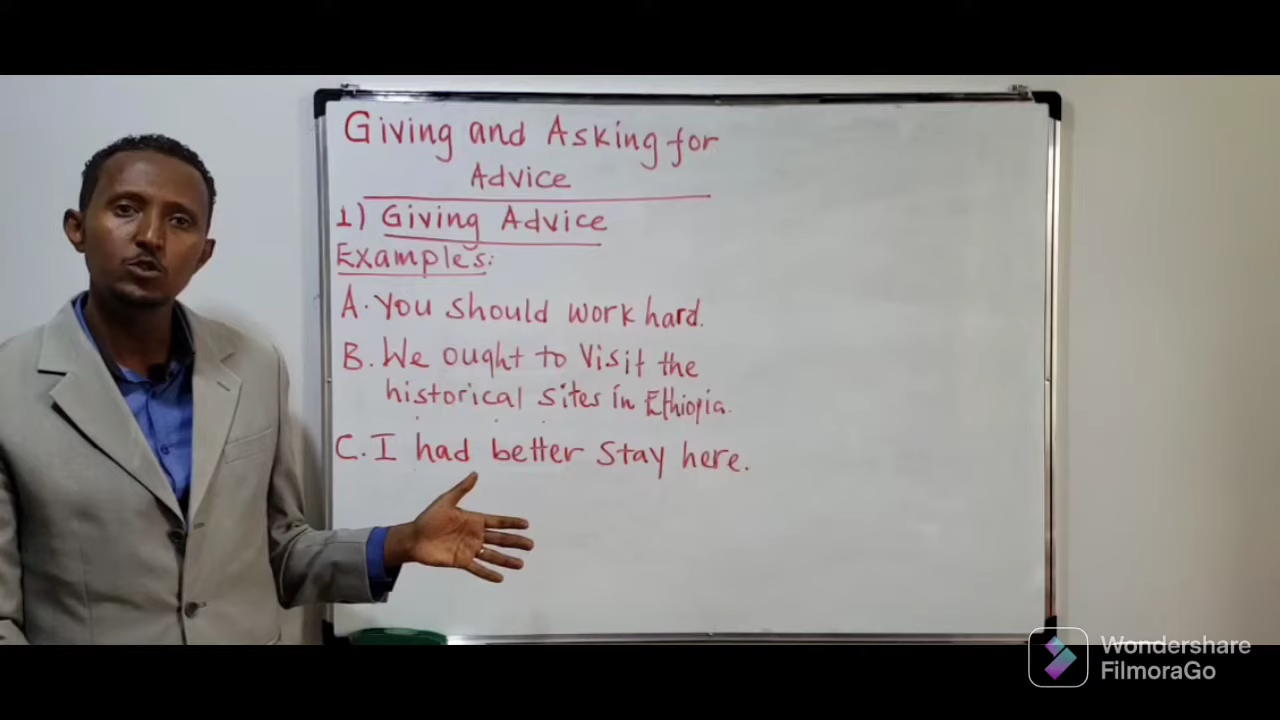 Giving and Asking for
Advice
1) Giving Advice
Examples:
A. You should work hard.
B. We ought to visit the
historical sites in Ethiopia.
C. I had better stay here.
Wondershare
FilmoraGo